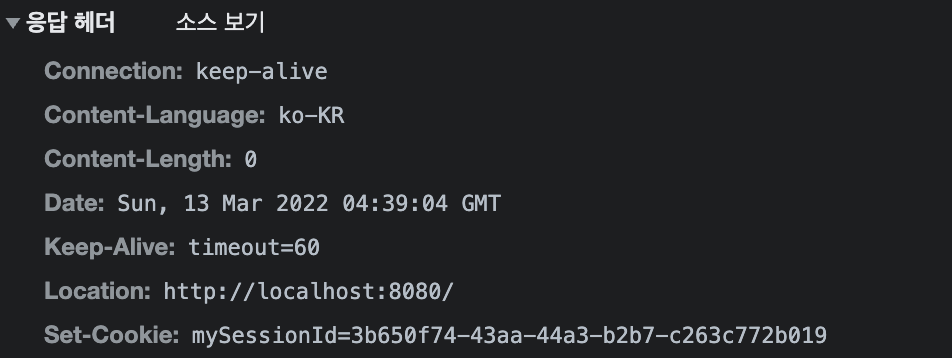 ▼ 응답 헤더 소스 보기
Connection: keep-alive
Content-Language: ko-KR
Content-Length: 0
Date: Sun, 13 Mar 2022 04:39:04 GMT
Keep-Alive: timeout=60
Location: http://localhost:8080/
Set-Cookie: mySessionId=3b650f74-43aa-44a3-b2b7-c263c772b019